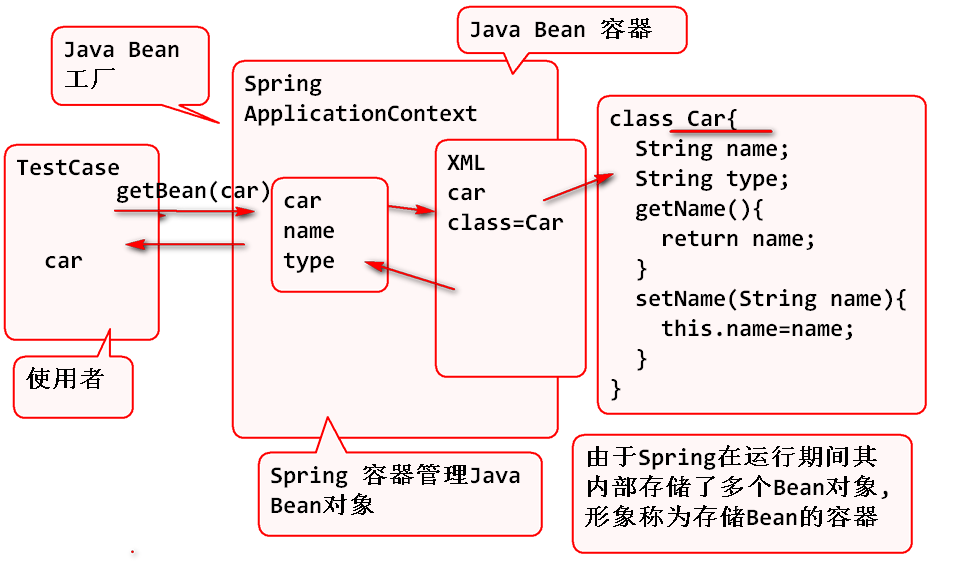 Java Bean 容器
Java Bean
工厂
Spring
ApplicationContext
TestCase
getBean(car)
car
使用者
car
name
type
XML
car
class=Car
class Car{
String name;
String type;
getName(){
return name;
}
setName(String name){
this.name=name;
}
}
Spring 容器管理Java
Bean对象
由于Spring在运行期间其
内部存储了多个Bean对象,
形象称为存储Bean的容器